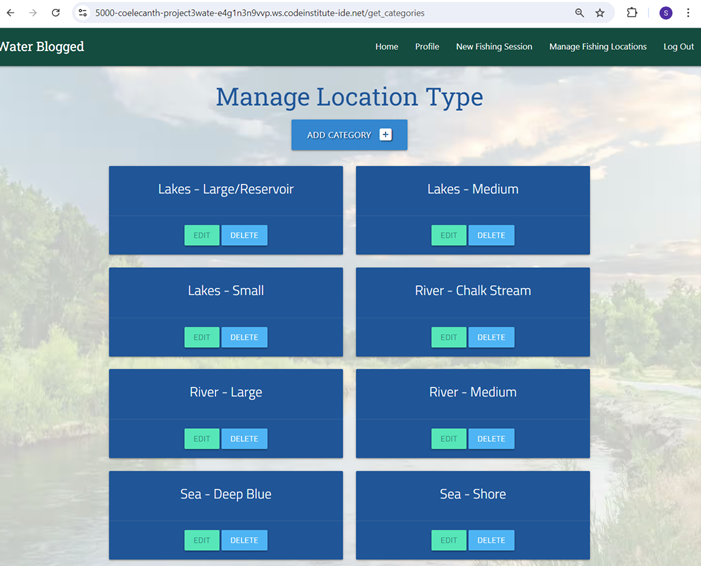 5000-coelecanth-project3wate-e4g1n3n9vvp.ws.codeinstitute-ide.net/get_categories
S
Water Blogged
Home Profile New Fishing Session Manage Fishing Locations Log Out
Manage Location Type
ADD CATEGORY
Lakes - Large/Reservoir Lakes - Medium
EDIT DELETE EDIT DELETE
Lakes - Small River - Chalk Stream
EDIT DELETE EDIT DELETE
River - Large River - Medium
EDIT DELETE EDIT DELETE
Sea - Deep Blue Sea - Shore
EDIT DELETE EDIT DELETE